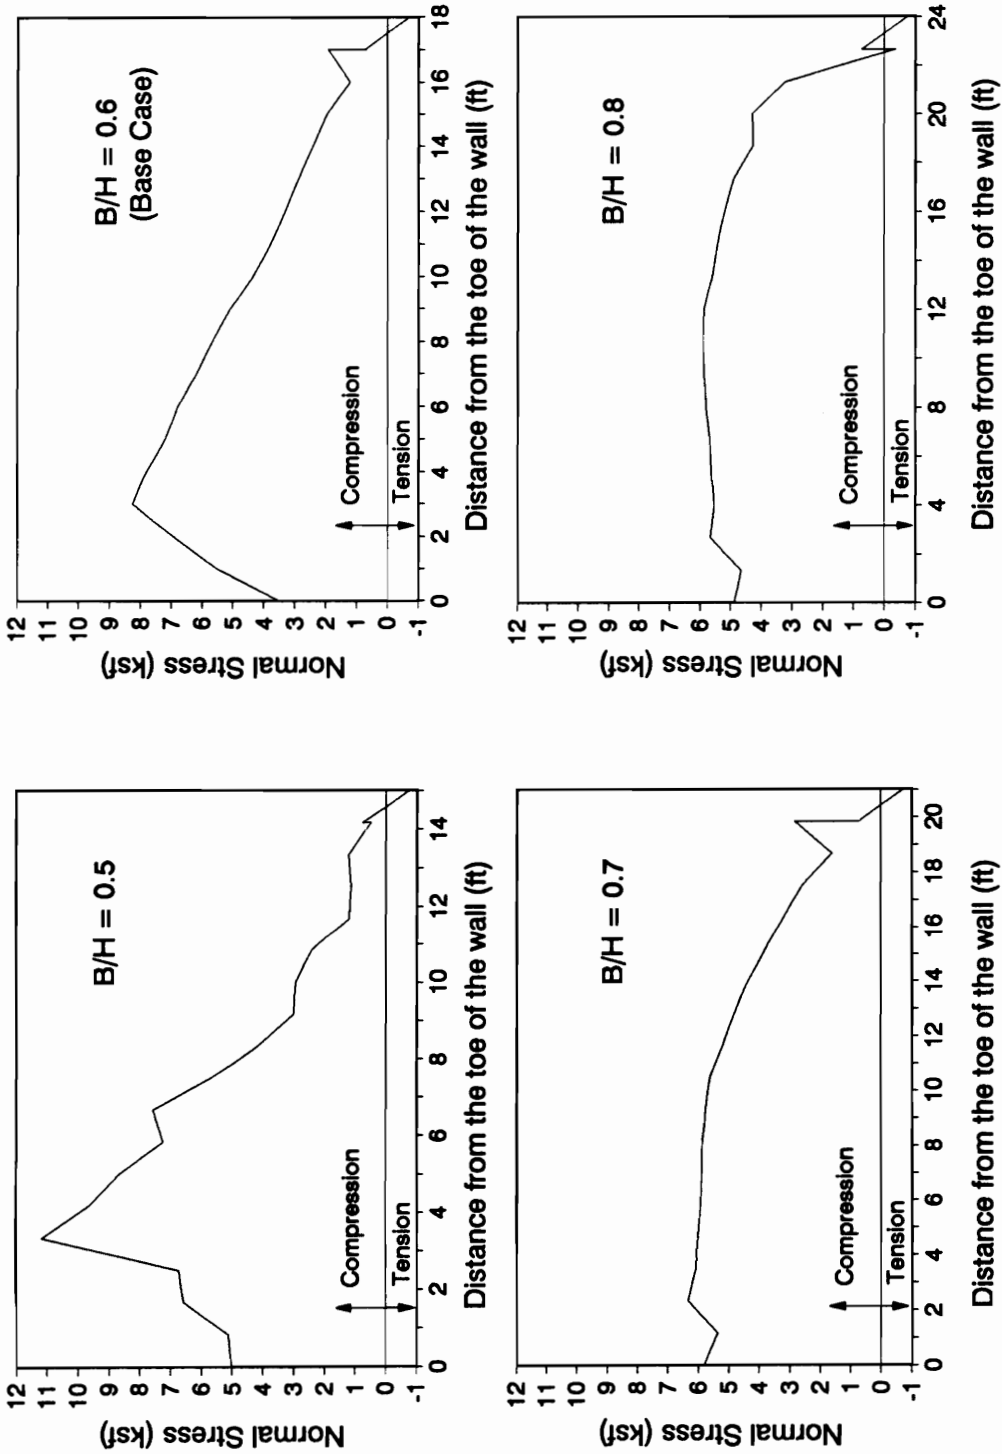 B/H = 0.5
Normal Stress (ksf)
12
11
10
9
8
7
6
5
4
3
2
1
0
-1
Compression
Tension
0 2 4 6 8 10 12 14
Distance from the toe of the wall (ft)
B/H = 0.6
(Base Case)
Normal Stress (ksf)
12
11
10
9
8
7
6
5
4
3
2
1
0
-1
Compression
Tension
0 2 4 6 8 10 12 14 16 18
Distance from the toe of the wall (ft)
B/H = 0.7
Normal Stress (ksf)
12
11
10
9
8
7
6
5
4
3
2
1
0
-1
Compression
Tension
0 2 4 6 8 10 12 14 16 18 20
Distance from the toe of the wall (ft)
B/H = 0.8
Normal Stress (ksf)
12
11
10
9
8
7
6
5
4
3
2
1
0
-1
Compression
Tension
0 4 8 12 16 20 24
Distance from the toe of the wall (ft)